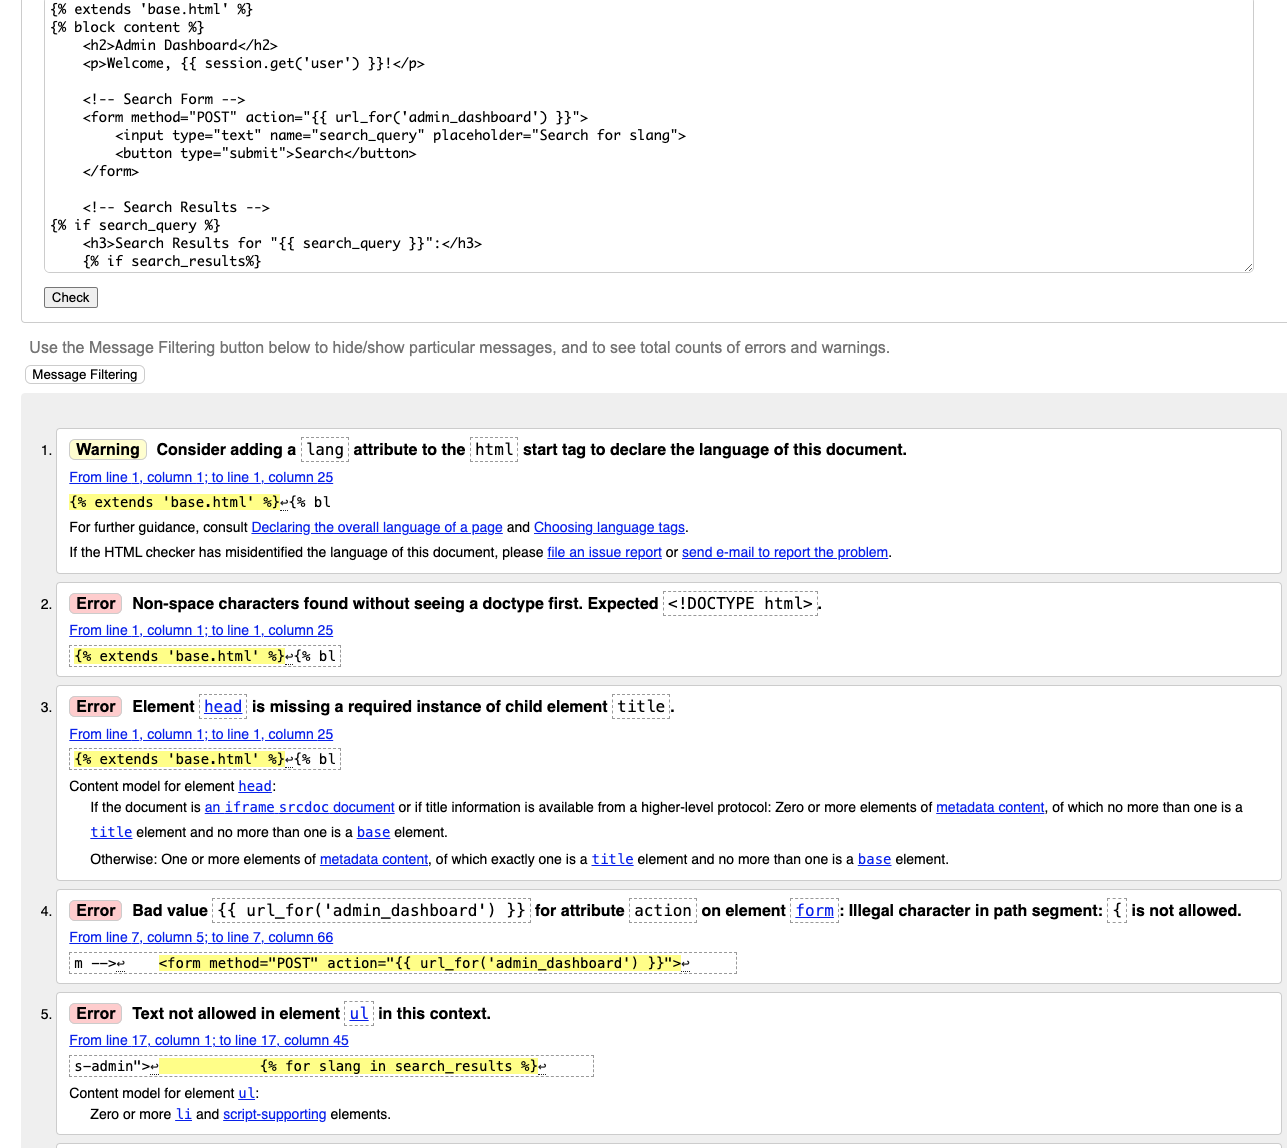 {% extends 'base.html' %}
{% block content %}
    <h2>Admin Dashboard</h2>
    <p>Welcome, {{ session.get('user') }}!</p>

    <!-- Search Form -->
    <form method="POST" action="{{ url_for('admin_dashboard') }}">
        <input type="text" name="search_query" placeholder="Search for slang">
        <button type="submit">Search</button>
    </form>

    <!-- Search Results -->
{% if search_query %}
    <h3>Search Results for "{{ search_query }}":</h3>
    {% if search_results%}
Check
Use the Message Filtering button below to hide/show particular messages, and to see total counts of errors and warnings.
Message Filtering
1. Warning Consider adding a lang attribute to the html start tag to declare the language of this document.
From line 1, column 1; to line 1, column 25
{% extends 'base.html' %}↩{% bl
For further guidance, consult Declaring the overall language of a page and Choosing language tags.
If the HTML checker has misidentified the language of this document, please file an issue report or send e-mail to report the problem.
2. Error Non-space characters found without seeing a doctype first. Expected <!DOCTYPE html>.
From line 1, column 1; to line 1, column 25
{% extends 'base.html' %}↩{% bl
3. Error Element head is missing a required instance of child element title.
From line 1, column 1; to line 1, column 25
{% extends 'base.html' %}↩{% bl
Content model for element head:
If the document is an iframe srcdoc document or if title information is available from a higher-level protocol: Zero or more elements of metadata content, of which no more than one is a
title element and no more than one is a base element.
Otherwise: One or more elements of metadata content, of which exactly one is a title element and no more than one is a base element.
4. Error Bad value {{ url_for('admin_dashboard') }} for attribute action on element form: Illegal character in path segment: { is not allowed.
From line 7, column 5; to line 7, column 66
m -->↩    <form method="POST" action="{{ url_for('admin_dashboard') }}">↩
5. Error Text not allowed in element ul in this context.
From line 17, column 1; to line 17, column 45
s-admin">↩            {% for slang in search_results %}↩
Content model for element ul:
Zero or more li and script-supporting elements.